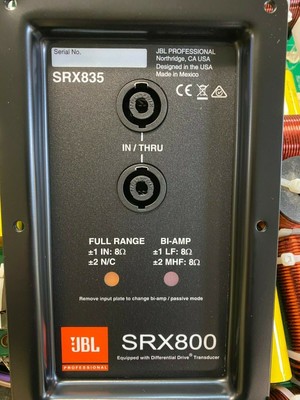 Serial No.
SRX835
JBL PROFESSIONAL
Northridge, CA USA
Designed in the USA
Made in Mexico
CE
IN / THRU
FULL RANGE
±1 IN: 8Ω
±2 N/C
BI-AMP
±1 LF: 8Ω
±2 MHF: 8Ω
Remove input plate to change bi-amp / passive mode
JBL
PROFESSIONAL
SRX800
Equipped with Differential Drive® Transducer